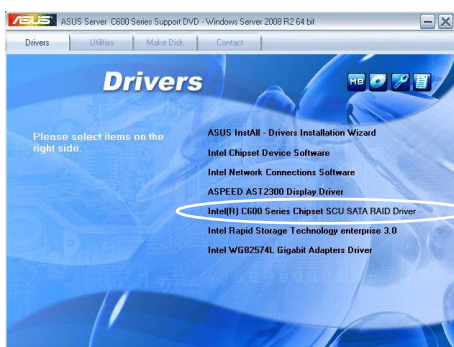 ASUS
ASUS Server C600 Series Support DVD - Windows Server 2008 R2 64 bit
Drivers
Utilities
Make Disk
Contact
Drivers
MB
Please select items on the
right side.
ASUS InstAll - Drivers Installation Wizard
Intel Chipset Device Software
Intel Network Connections Software
ASPEED AST2300 Display Driver
Intel(R) C600 Series Chipset SCU SATA RAID Driver
Intel Rapid Storage Technology enterprise 3.0
Intel WG82574L Gigabit Adapters Driver